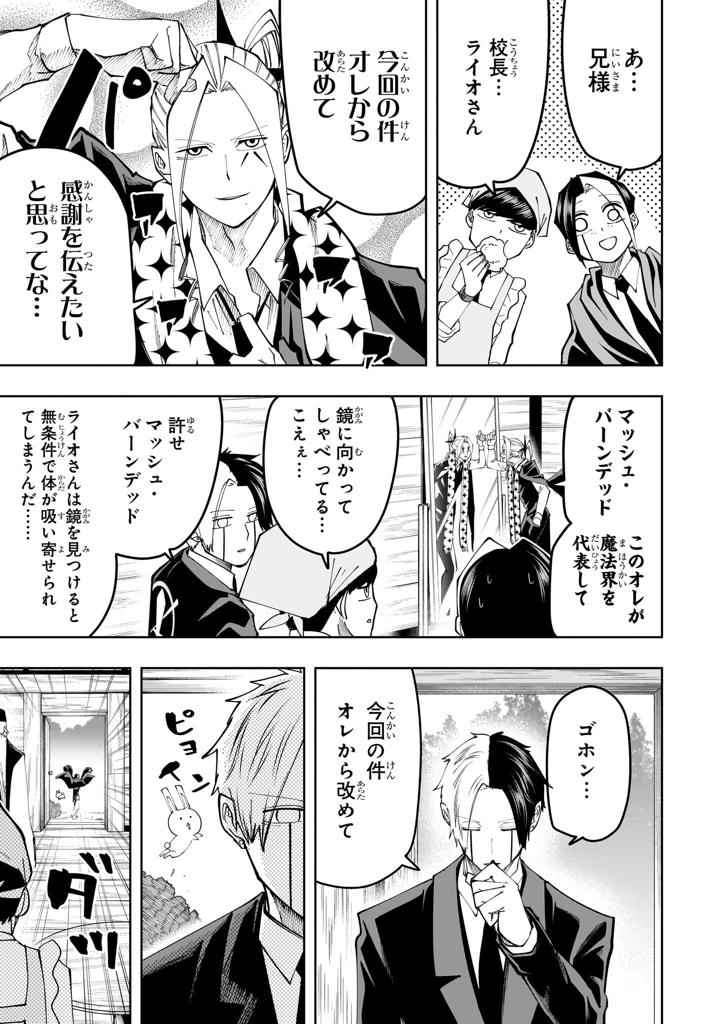 あ…
兄様
校長…
ライオさん
今回の件
オレから
改めて
感謝を伝えたい
と思ってな…
マッシュ・
バーンデッド
このオレが
魔法界を
代表して
鏡に向かって
しゃべってる…
こえぇ…
許せ
マッシュ・
バーンデッド
ライオさんは鏡を見つけると
無条件で体が吸い寄せられ
てしまうんだ……
ゴホン…
今回の件
オレから改めて
ピョイーン
ダッ